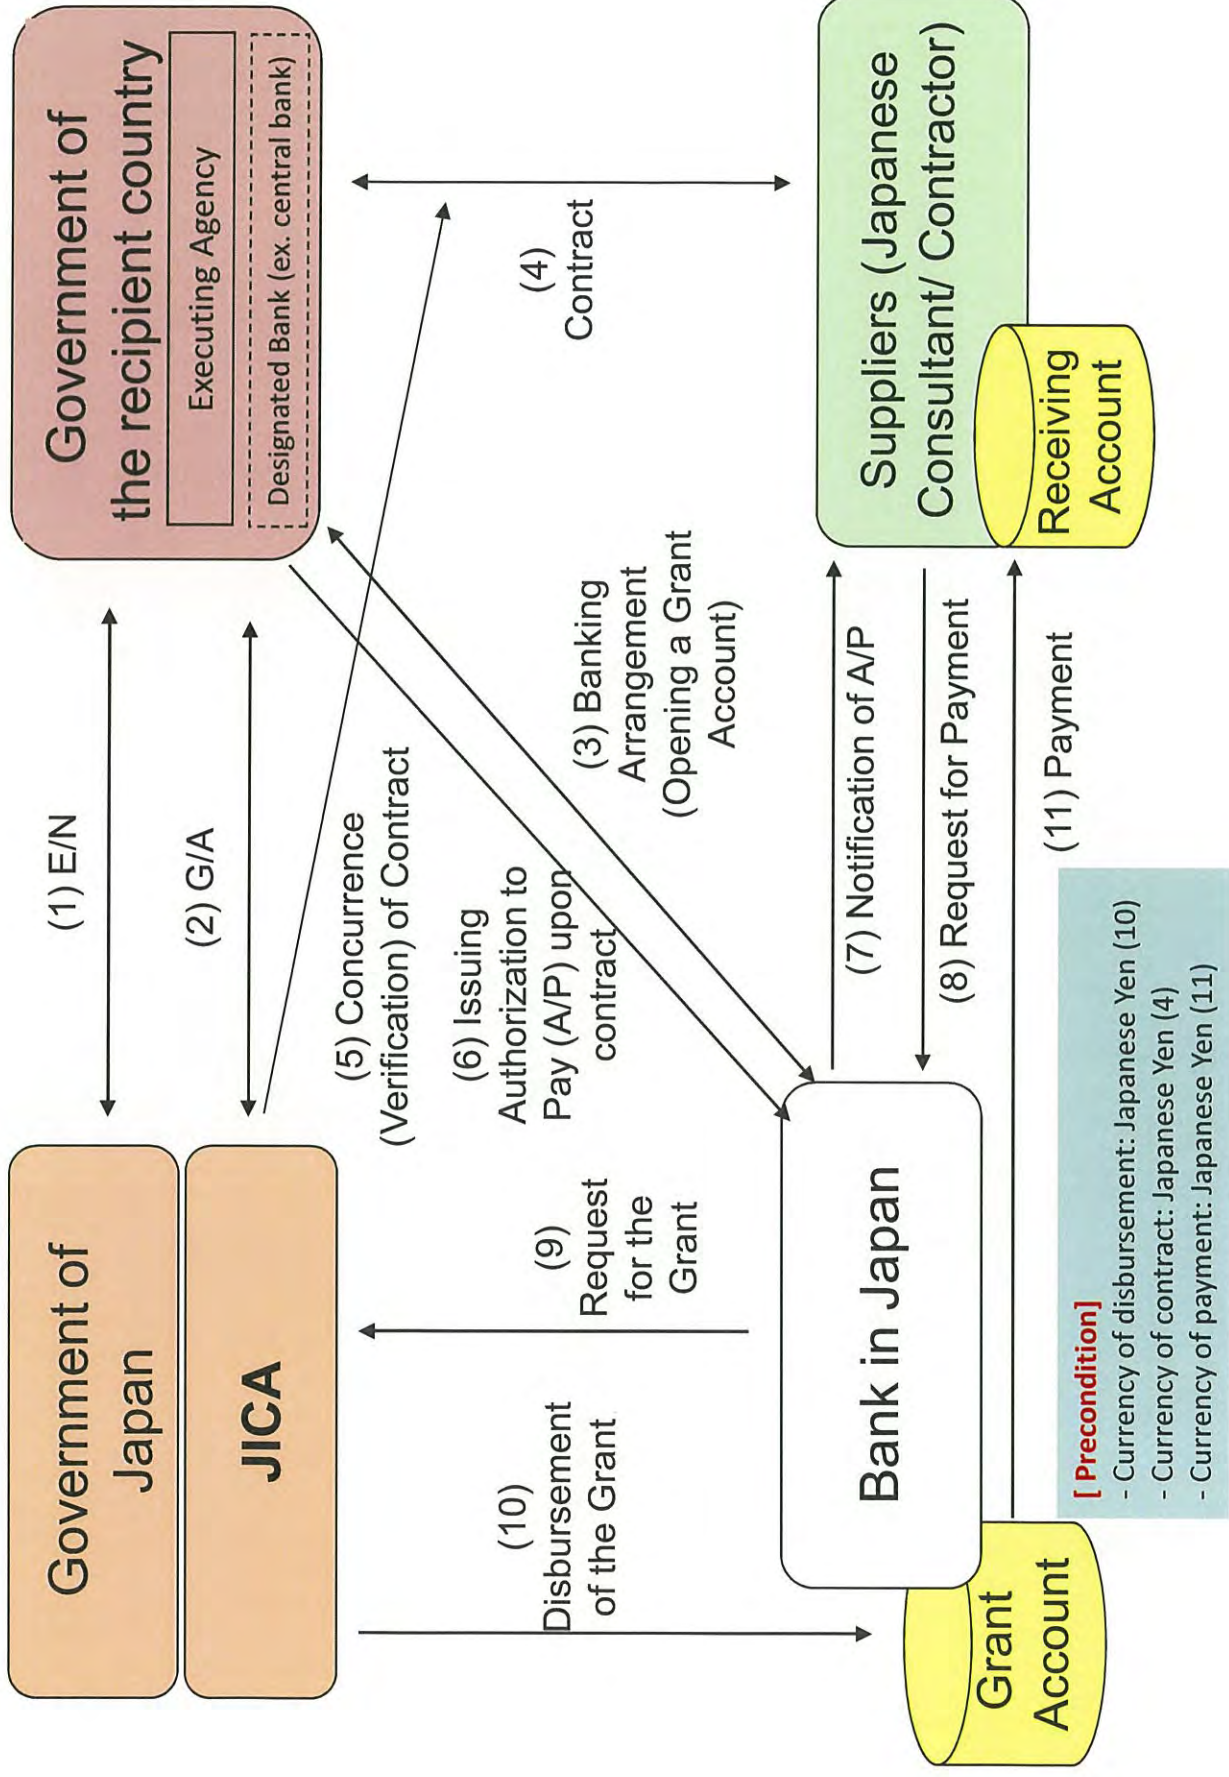 Government of
Japan
JICA
(1) E/N
(2) G/A
Government of
the recipient country
Executing Agency
Designated Bank (ex. central bank)
(5) Concurrence
(Verification) of Contract
(6) Issuing
Authorization to
Pay (A/P) upon
contract
(10)
Disbursement
of the Grant
(9)
Request
for the
Grant
(3) Banking
Arrangement
(Opening a Grant
Account)
(4)
Contract
Bank in Japan
Grant
Account
(7) Notification of A/P
(8) Request for Payment
(11) Payment
Suppliers (Japanese
Consultant/ Contractor)
Receiving
Account
[ Precondition]
- Currency of disbursement: Japanese Yen (10)
- Currency of contract: Japanese Yen (4)
- Currency of payment: Japanese Yen (11)